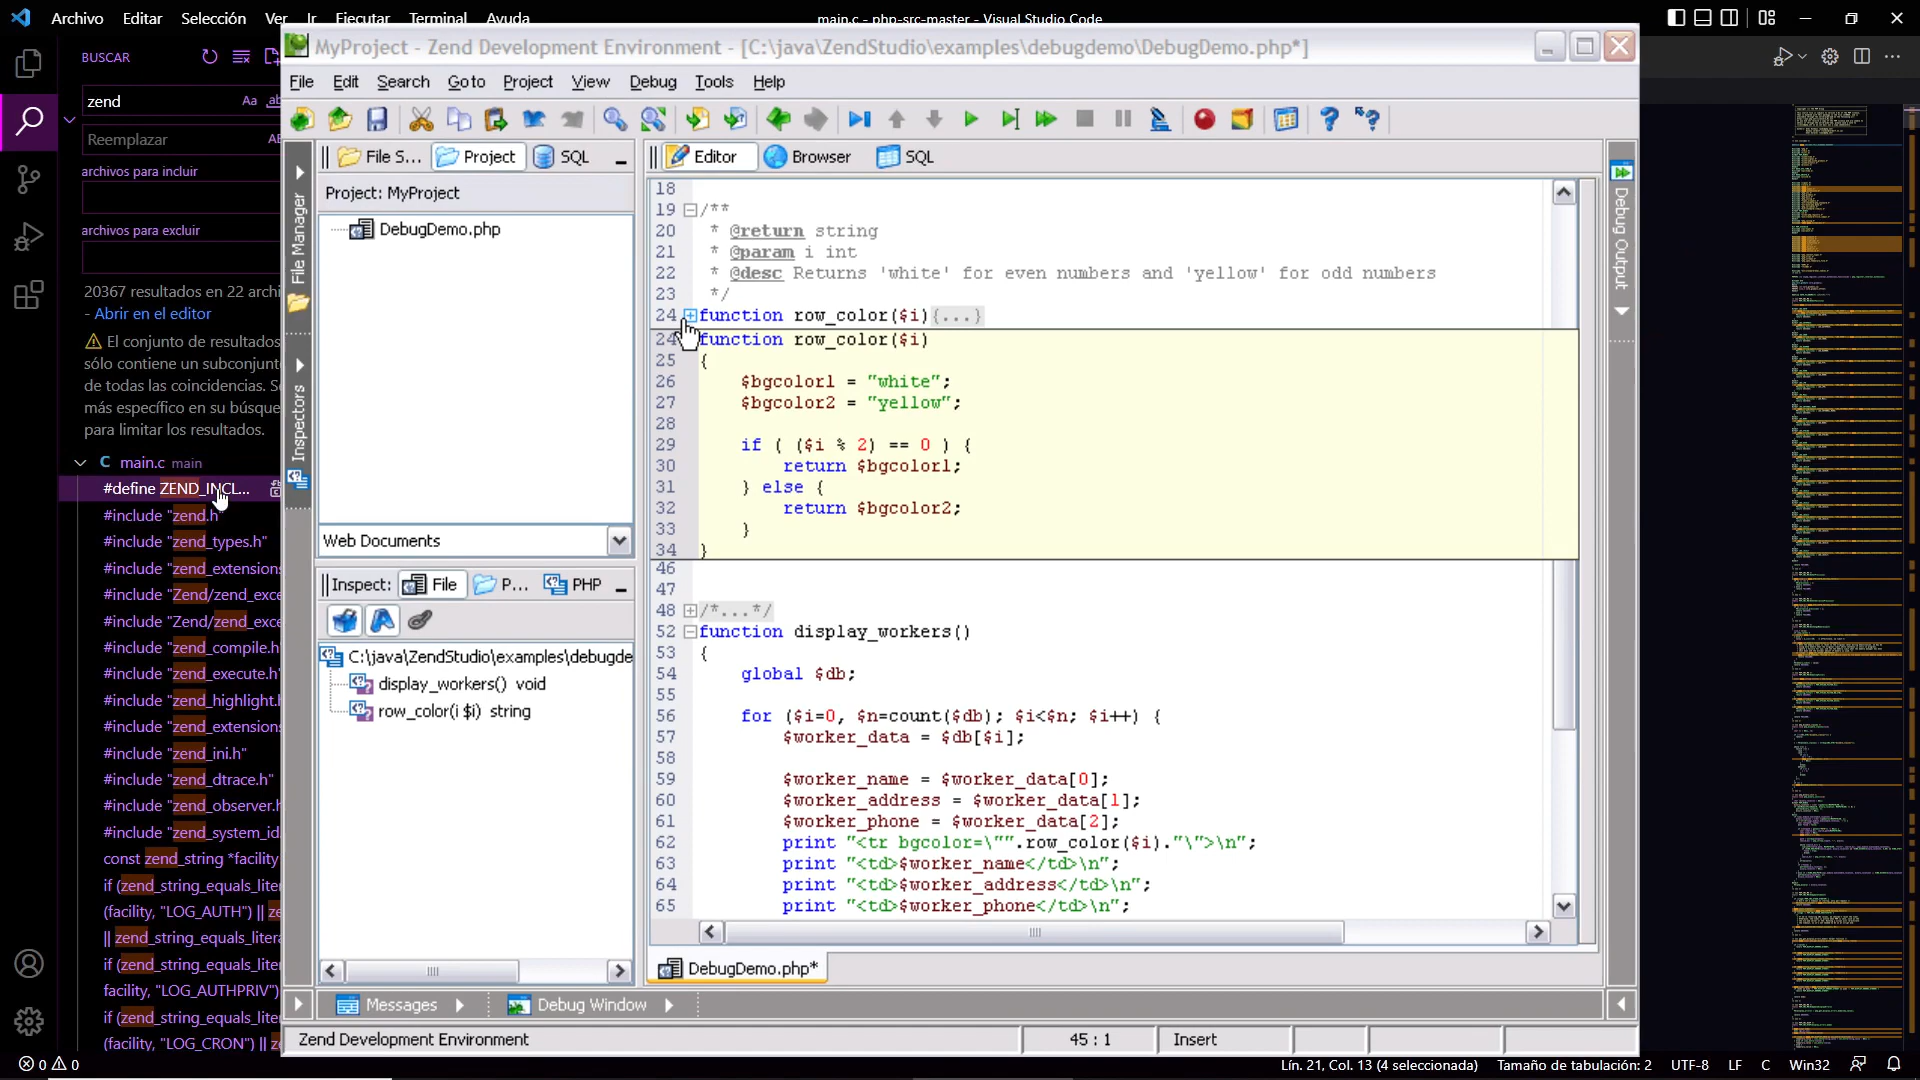 Archivo Editar Selección Ver Ir Ejecutar Terminal Ayuda
main.c - php-src-master - Visual Studio Code
BUSCAR
zend
Aa
Reemplazar
archivos para incluir
archivos para excluir
20367 resultados en 22 archi
- Abrir en el editor
El conjunto de resultados
sólo contiene un subconjunt
de todas las coincidencias. S
más específico en su búsque
para limitar los resultados.
C main.c main
#define ZEND_INCL...
#include "zend.h"
#include "zend_types.h"
#include "zend_extensions
#include "Zend/zend_exce
#include "Zend/zend_exce
#include "zend_compile.h"
#include "zend_execute.h"
#include "zend_highlight.h
#include "zend_extensions
#include "zend_ini.h"
#include "zend_dtrace.h"
#include "zend_observer.h
#include "zend_system_id.
const zend_string *facility
if (zend_string_equals_liter
(facility, "LOG_AUTH") || ze
|| zend_string_equals_litera
if (zend_string_equals_liter
facility, "LOG_AUTHPRIV")
if (zend_string_equals_liter
(facility, "LOG_CRON") || ze
MyProject - Zend Development Environment - [C:\java\ZendStudio\examples\debugdemo\DebugDemo.php*]
File Edit Search Goto Project View Debug Tools Help
File Manager
Inspectors
File S... Project SQL
Project: MyProject
DebugDemo.php
Web Documents
Inspect: File P... PHP
C:\java\ZendStudio\examples\debugde
display_workers() void
row_color(i $i) string
Editor Browser SQL
18
19 /**
20 * @return string
21 * @param i int
22 * @desc Returns 'white' for even numbers and 'yellow' for odd numbers
23 */
24 function row_color($i){...}
24 function row_color($i)
25 {
26 $bgcolor1 = "white";
27 $bgcolor2 = "yellow";
28
29 if ( ($i % 2) == 0 ) {
30 return $bgcolor1;
31 } else {
32 return $bgcolor2;
33 }
34 }
46
47
48 /*...*/
52 function display_workers()
53 {
54 global $db;
55
56 for ($i=0, $n=count($db); $i<$n; $i++) {
57 $worker_data = $db[$i];
58
59 $worker_name = $worker_data[0];
60 $worker_address = $worker_data[1];
61 $worker_phone = $worker_data[2];
62 print "<tr bgcolor=\"".row_color($i)."\">\n";
63 print "<td>$worker_name</td>\n";
64 print "<td>$worker_address</td>\n";
65 print "<td>$worker_phone</td>\n";
DebugDemo.php*
Debug Output
Messages Debug Window
Zend Development Environment 45 : 1 Insert
0 0 Lín. 21, Col. 13 (4 seleccionada) Tamaño de tabulación: 2 UTF-8 LF C Win32